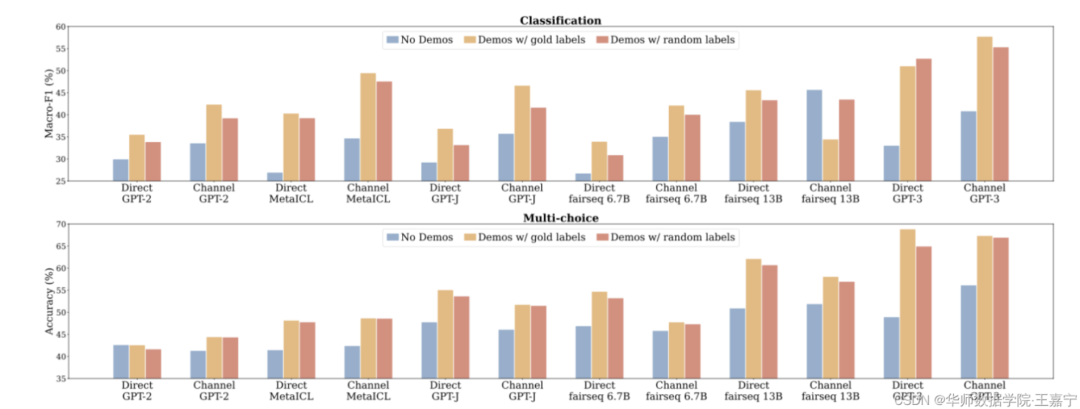 Classification
60
55
50
45
40
35
30
25
Macro-F1 (%)
No Demos Demos w/ gold labels Demos w/ random labels
Direct Channel Direct Channel Direct Channel Direct Channel Direct Channel Direct Channel
GPT-2 GPT-2 MetaICL MetaICL GPT-J GPT-J fairseq 6.7B fairseq 6.7B fairseq 13B fairseq 13B GPT-3 GPT-3
Multi-choice
70
65
60
55
50
45
40
35
Accuracy (%)
No Demos Demos w/ gold labels Demos w/ random labels
Direct Channel Direct Channel Direct Channel Direct Channel Direct Channel Direct Channel
GPT-2 GPT-2 MetaICL MetaICL GPT-J GPT-J fairseq 6.7B fairseq 6.7B fairseq 13B fairseq 13B GPT-3 GPT-3
CSDN @华师数据学院·王嘉宁